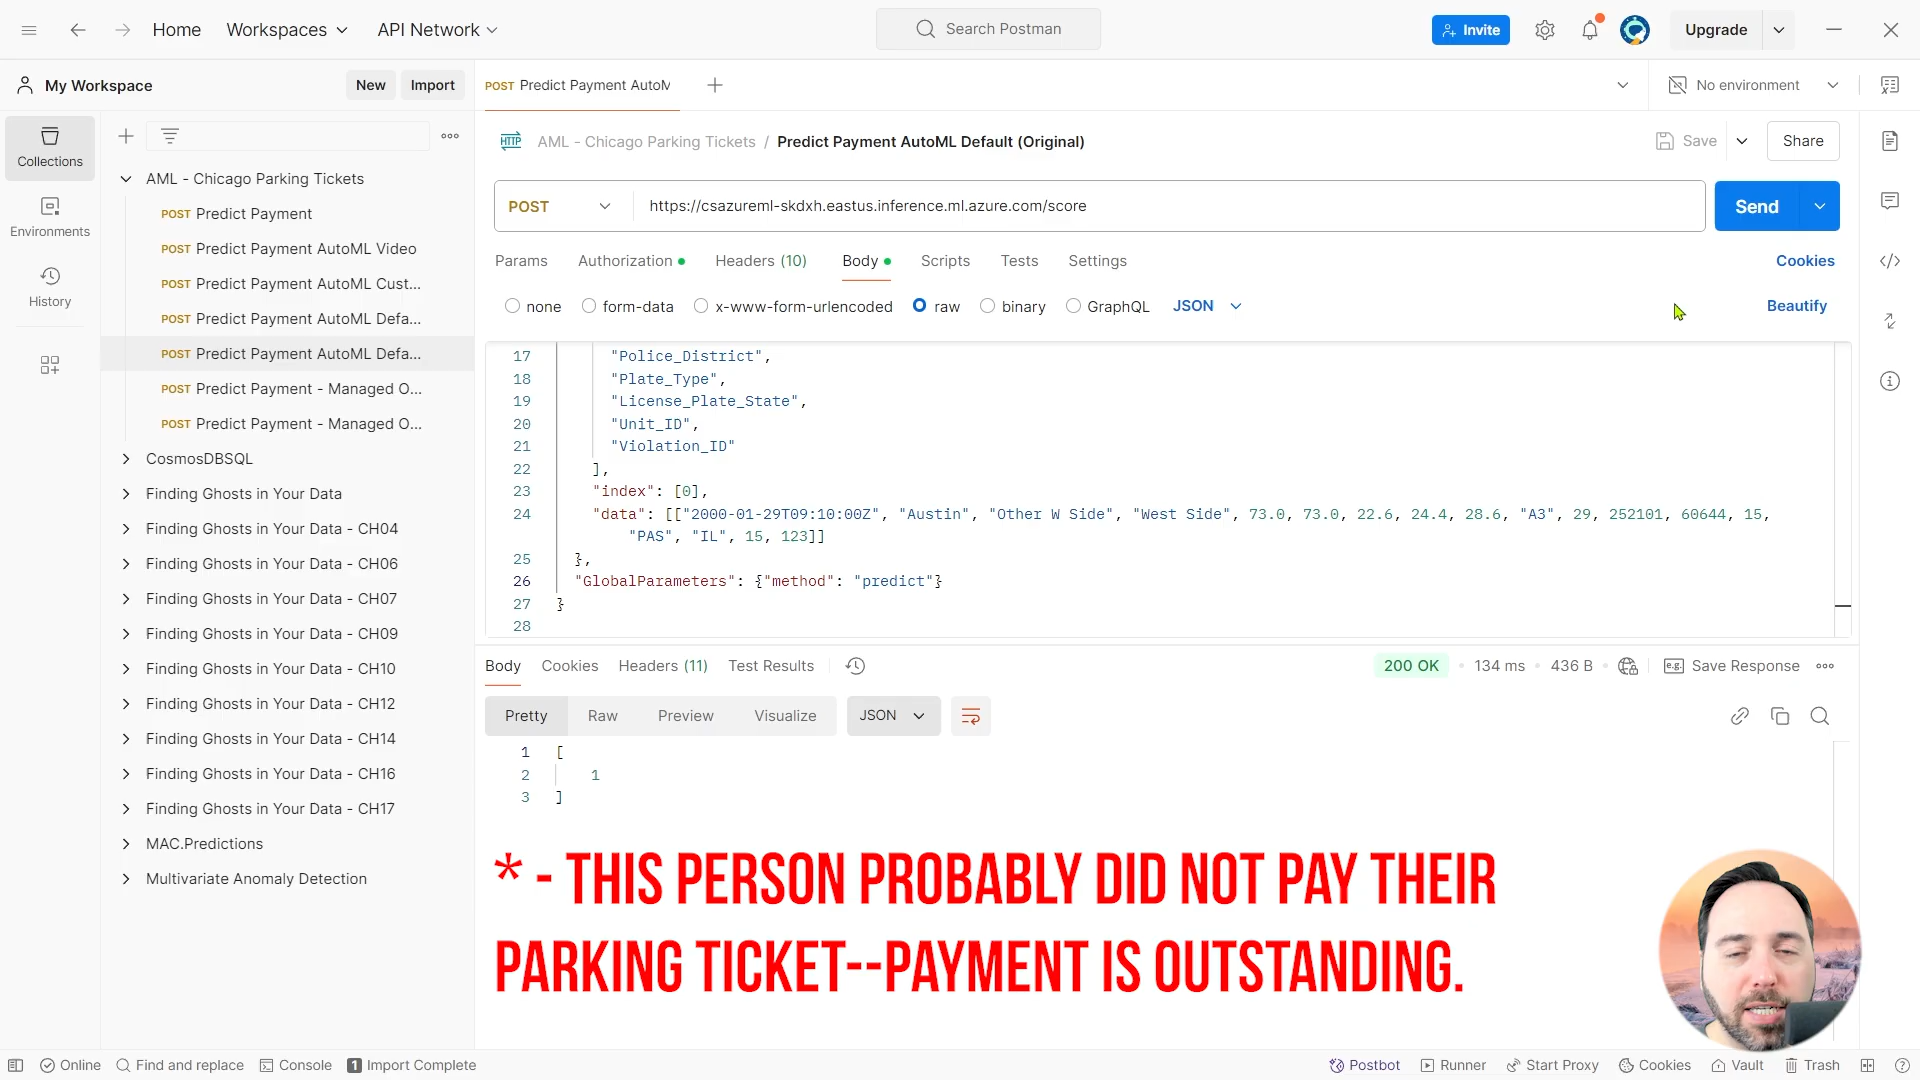 Home
Workspaces
API Network
Search Postman
Invite
Upgrade
My Workspace
New
Import
POST Predict Payment AutoM
No environment
Collections
Environments
History
AML - Chicago Parking Tickets
POST Predict Payment
POST Predict Payment AutoML Video
POST Predict Payment AutoML Cust...
POST Predict Payment AutoML Defa...
POST Predict Payment AutoML Defa...
POST Predict Payment - Managed O...
POST Predict Payment - Managed O...
CosmosDBSQL
Finding Ghosts in Your Data
Finding Ghosts in Your Data - CH04
Finding Ghosts in Your Data - CH06
Finding Ghosts in Your Data - CH07
Finding Ghosts in Your Data - CH09
Finding Ghosts in Your Data - CH10
Finding Ghosts in Your Data - CH12
Finding Ghosts in Your Data - CH14
Finding Ghosts in Your Data - CH16
Finding Ghosts in Your Data - CH17
MAC.Predictions
Multivariate Anomaly Detection
HTTP AML - Chicago Parking Tickets / Predict Payment AutoML Default (Original)
Save
Share
POST https://csazureml-skdxh.eastus.inference.ml.azure.com/score
Send
Params Authorization Headers (10) Body Scripts Tests Settings
Cookies
none form-data x-www-form-urlencoded raw binary GraphQL JSON
Beautify
17 "Police_District",
18 "Plate_Type",
19 "License_Plate_State",
20 "Unit_ID",
21 "Violation_ID"
22 ],
23 "index": [0],
24 "data": [["2000-01-29T09:10:00Z", "Austin", "Other W Side", "West Side", 73.0, 73.0, 22.6, 24.4, 28.6, "A3", 29, 252101, 60644, 15,
"PAS", "IL", 15, 123]]
25 },
26 "GlobalParameters": {"method": "predict"}
27 }
28
Body Cookies Headers (11) Test Results
200 OK • 134 ms • 436 B
e.g. Save Response
Pretty Raw Preview Visualize JSON
1 [
2 1
3 ]
* - THIS PERSON PROBABLY DID NOT PAY THEIR
PARKING TICKET--PAYMENT IS OUTSTANDING.
Online Find and replace Console 1 Import Complete
Postbot Runner Start Proxy Cookies Vault Trash